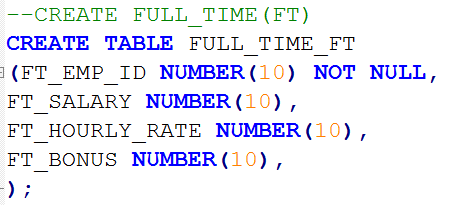 --CREATE FULL_TIME(FT)
CREATE TABLE FULL_TIME_FT
(FT_EMP_ID NUMBER(10) NOT NULL,
FT_SALARY NUMBER(10),
FT_HOURLY_RATE NUMBER(10),
FT_BONUS NUMBER(10),
);